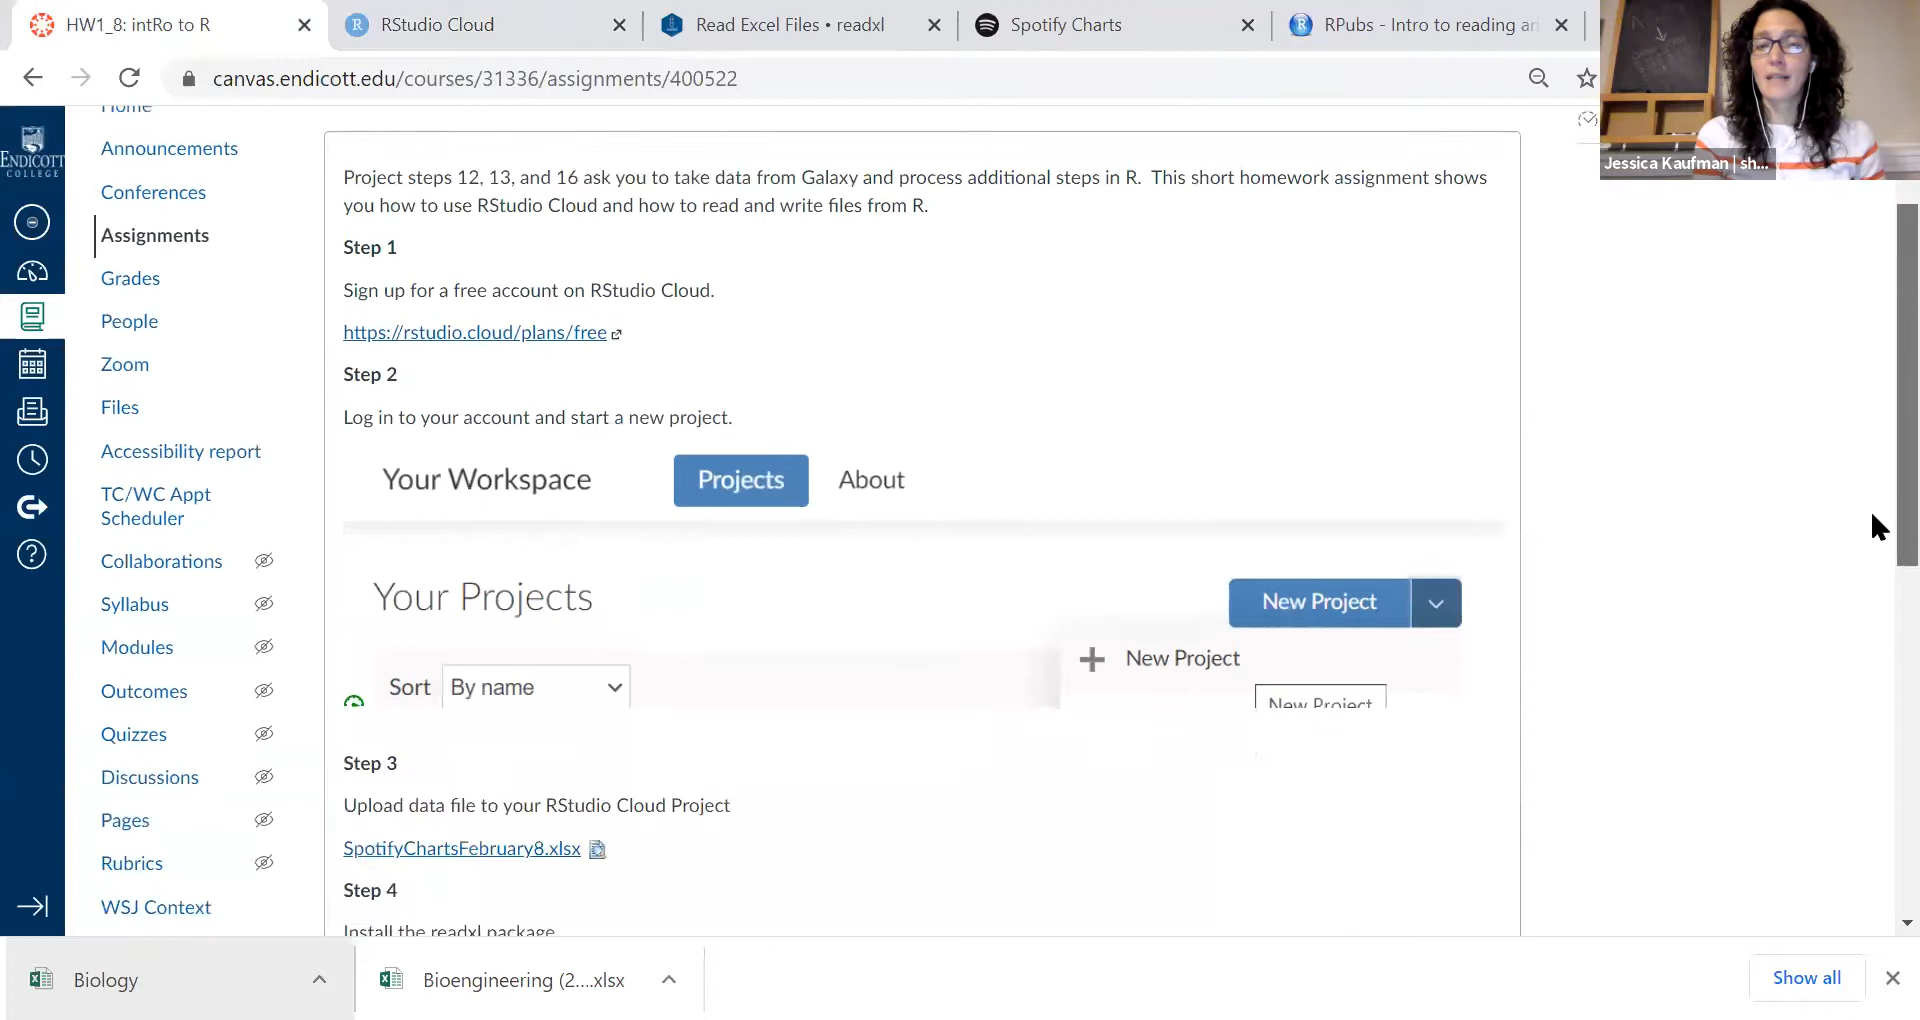 HW1_8: intRo to R
RStudio Cloud
Read Excel Files • readxl
Spotify Charts
RPubs - Intro to reading an
canvas.endicott.edu/courses/31336/assignments/400522
Jessica Kaufman | sh...
ENDICOTT
COLLEGE
Home
Announcements
Conferences
Assignments
Grades
People
Zoom
Files
Accessibility report
TC/WC Appt
Scheduler
Collaborations
Syllabus
Modules
Outcomes
Quizzes
Discussions
Pages
Rubrics
WSJ Context
Project steps 12, 13, and 16 ask you to take data from Galaxy and process additional steps in R. This short homework assignment shows
you how to use RStudio Cloud and how to read and write files from R.
Step 1
Sign up for a free account on RStudio Cloud.
https://rstudio.cloud/plans/free
Step 2
Log in to your account and start a new project.
Your Workspace Projects About
Your Projects New Project
New Project
Sort By name
New Project
Step 3
Upload data file to your RStudio Cloud Project
SpotifyChartsFebruary8.xlsx
Step 4
Install the readxl package
Biology
Bioengineering (2....xlsx
Show all